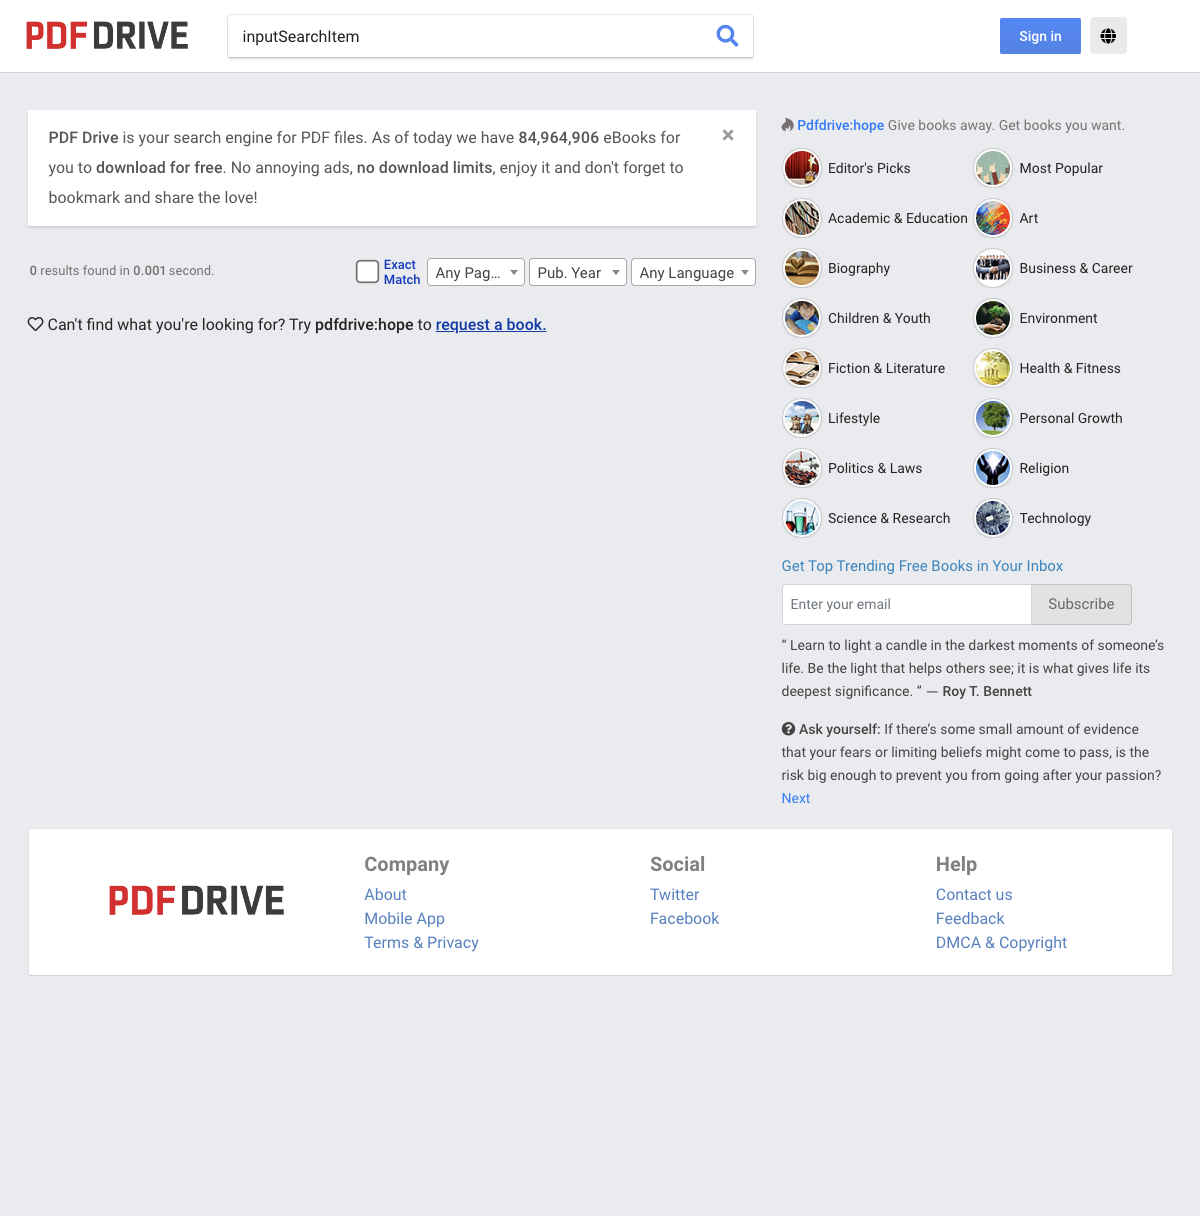 PDFDRIVE
inputSearchItem
Sign in
PDF Drive is your search engine for PDF files. As of today we have 84,964,906 eBooks for
you to download for free. No annoying ads, no download limits, enjoy it and don't forget to
bookmark and share the love!
×
0 results found in 0.001 second.
Exact
Match
Any Pag...
Pub. Year
Any Language
Can't find what you're looking for? Try pdfdrive:hope to request a book.
Pdfdrive:hope Give books away. Get books you want.
Editor's Picks
Most Popular
Academic & Education
Art
Biography
Business & Career
Children & Youth
Environment
Fiction & Literature
Health & Fitness
Lifestyle
Personal Growth
Politics & Laws
Religion
Science & Research
Technology
Get Top Trending Free Books in Your Inbox
Enter your email
Subscribe
“ Learn to light a candle in the darkest moments of someone’s
life. Be the light that helps others see; it is what gives life its
deepest significance. ” — Roy T. Bennett
Ask yourself: If there’s some small amount of evidence
that your fears or limiting beliefs might come to pass, is the
risk big enough to prevent you from going after your passion?
Next
PDFDRIVE
Company
About
Mobile App
Terms & Privacy
Social
Twitter
Facebook
Help
Contact us
Feedback
DMCA & Copyright